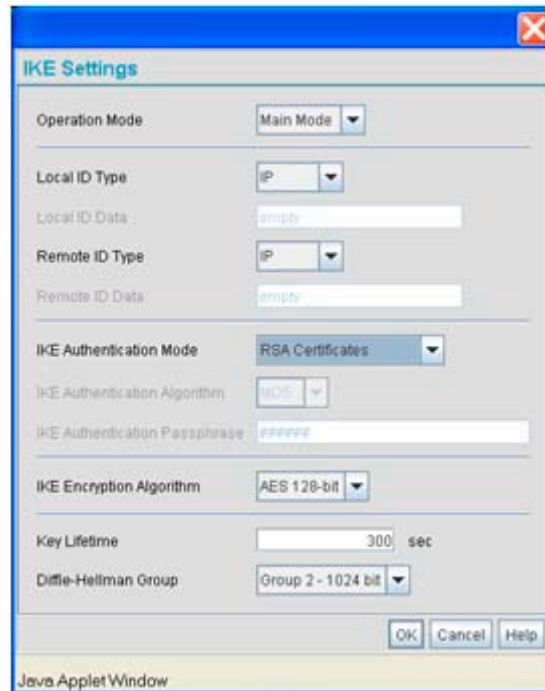 IKE Settings
Operation Mode Main Mode
Local ID Type IP
Local ID Data empty
Remote ID Type IP
Remote ID Data empty
IKE Authentication Mode RSA Certificates
IKE Authentication Algorithm MD5
IKE Authentication Passphrase ######
IKE Encryption Algorithm AES 128-bit
Key Lifetime 300 sec
Diffie-Hellman Group Group 2 - 1024 bit
OK Cancel Help
Java Applet Window